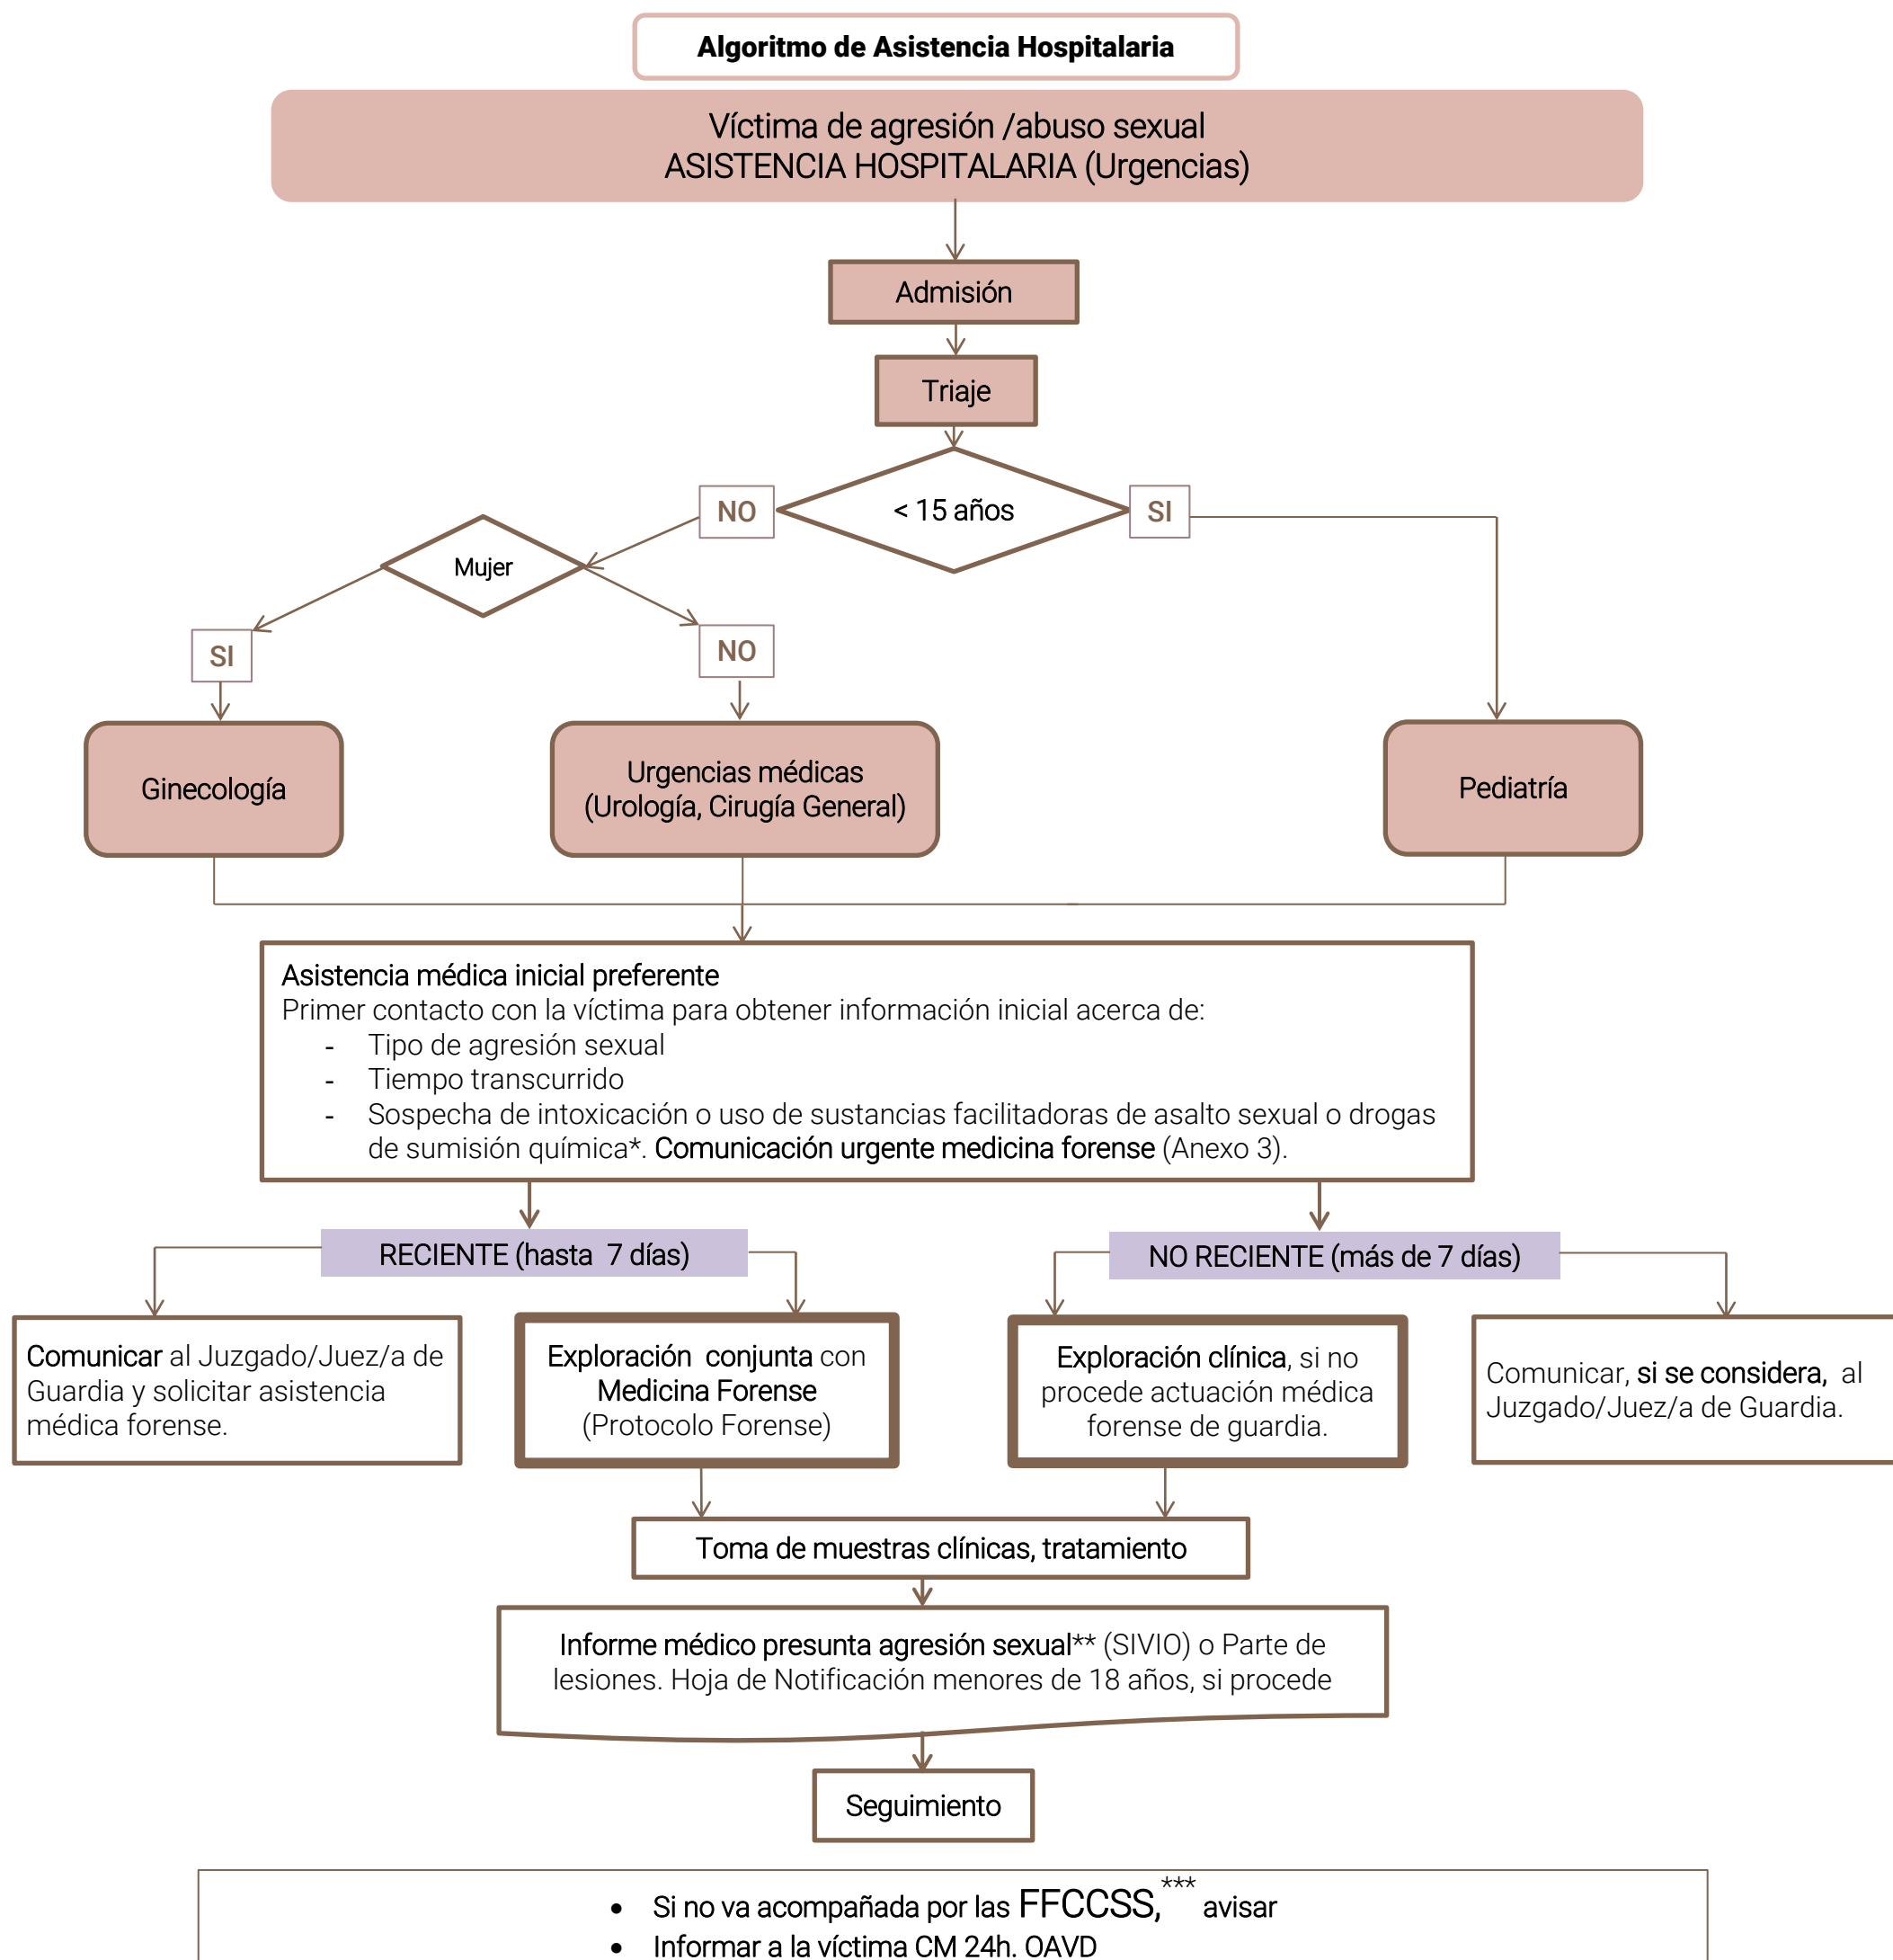 Algoritmo de Asistencia Hospitalaria
Víctima de agresión /abuso sexual
ASISTENCIA HOSPITALARIA (Urgencias)
Admisión
Triaje
< 15 años
NO
SI
Mujer
SI
NO
Ginecología
Urgencias médicas
(Urología, Cirugía General)
Pediatría
Asistencia médica inicial preferente
Primer contacto con la víctima para obtener información inicial acerca de:
- Tipo de agresión sexual
- Tiempo transcurrido
- Sospecha de intoxicación o uso de sustancias facilitadoras de asalto sexual o drogas
de sumisión química*. Comunicación urgente medicina forense (Anexo 3).
RECIENTE (hasta 7 días)
NO RECIENTE (más de 7 días)
Comunicar al Juzgado/Juez/a de
Guardia y solicitar asistencia
médica forense.
Exploración conjunta con
Medicina Forense
(Protocolo Forense)
Exploración clínica, si no
procede actuación médica
forense de guardia.
Comunicar, si se considera, al
Juzgado/Juez/a de Guardia.
Toma de muestras clínicas, tratamiento
Informe médico presunta agresión sexual** (SIVIO) o Parte de
lesiones. Hoja de Notificación menores de 18 años, si procede
Seguimiento
• Si no va acompañada por las FFCCSS,*** avisar
• Informar a la víctima CM 24h. OAVD